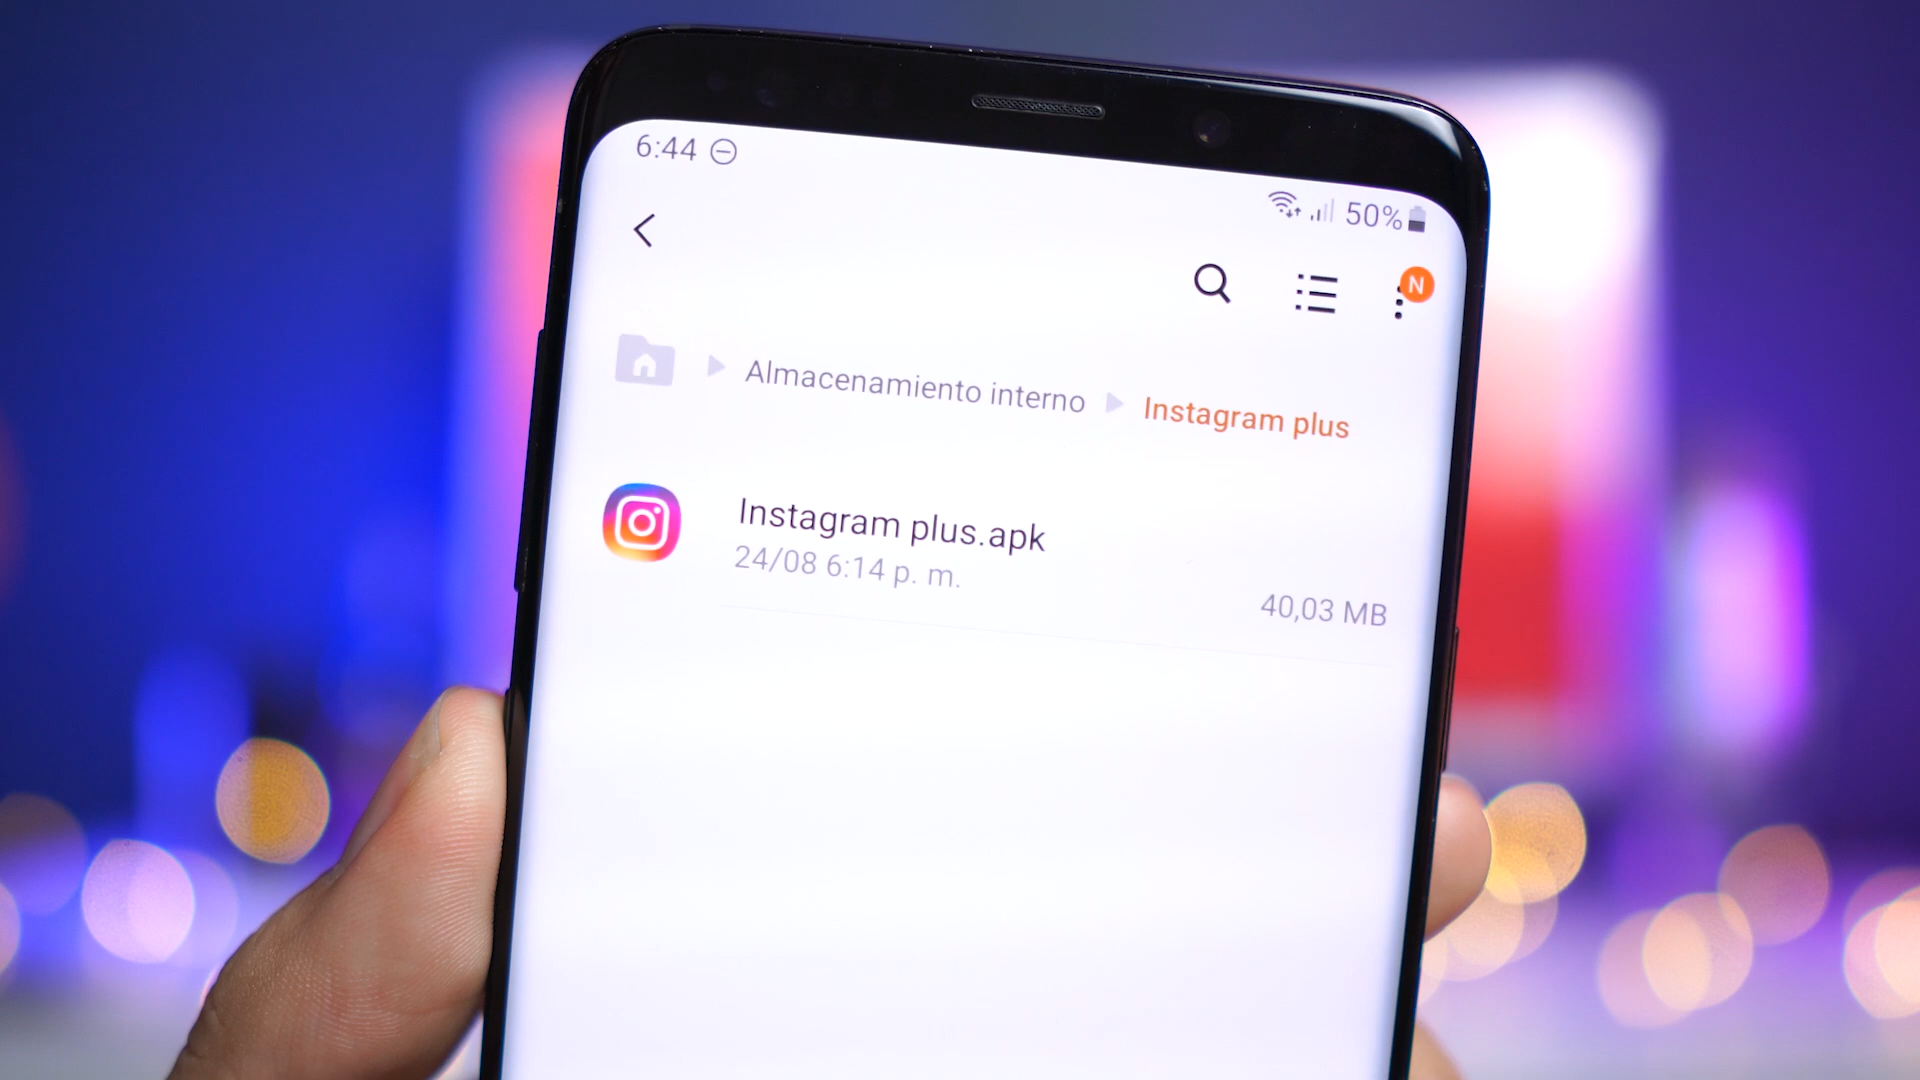 6:44
50%
N
Almacenamiento interno
Instagram plus
Instagram plus.apk
24/08 6:14 p. m.
40,03 MB